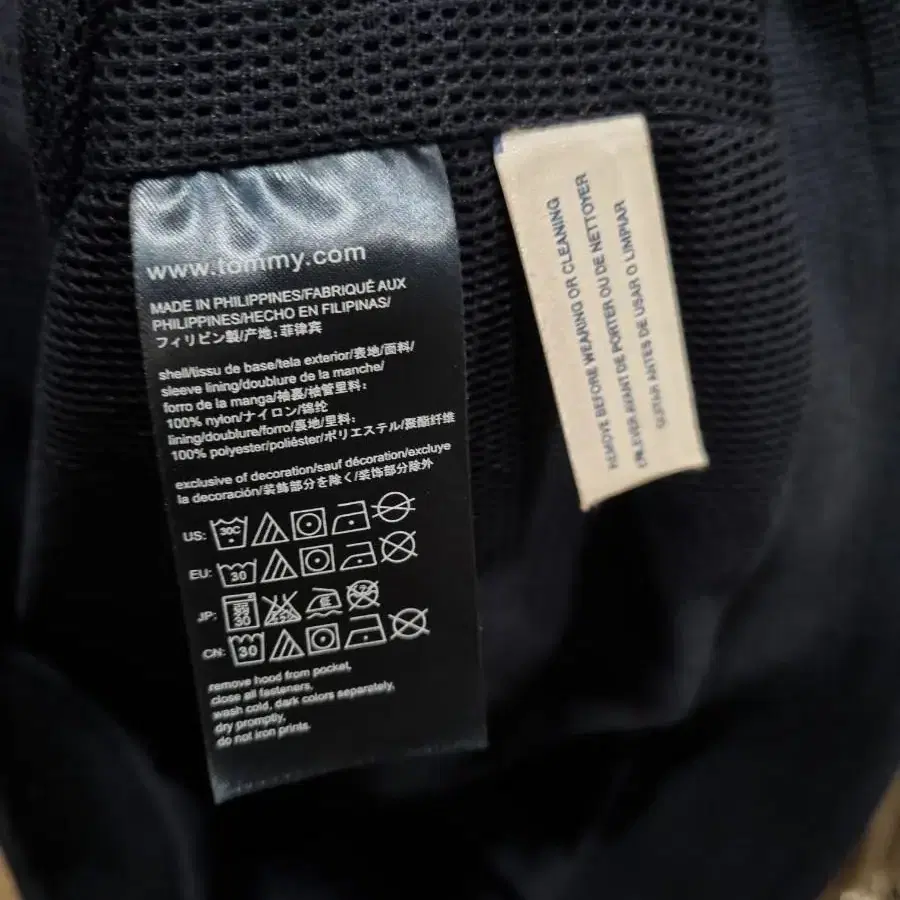 www.tommy.com
MADE IN PHILIPPINES/FABRIQUÉ AUX
PHILIPPINES/HECHO EN FILIPINAS/
フィリピン製/产地:菲律宾
shell/tissu de base/tela exterior/表地/面料/
sleeve lining/doublure de la manche/
forro de la manga/袖裏/袖管里料:
100% nylon/ナイロン/锦纶
lining/doublure/forro/裏地/里料:
100% polyester/poliéster/ポリエステル/聚酯纤维
exclusive of decoration/sauf décoration/excluye
la decoración/装飾部分を除く/装饰部分除外
US: 30C
EU: 30
JP: 30
CN: 30
remove hood from pocket,
close all fasteners,
wash cold, dark colors separately,
dry promptly,
do not iron prints.
REMOVE BEFORE WEARING OR CLEANING
ENLEVER AVANT DE PORTER OU DE NETTOYER
QUITAR ANTES DE USAR O LIMPIAR